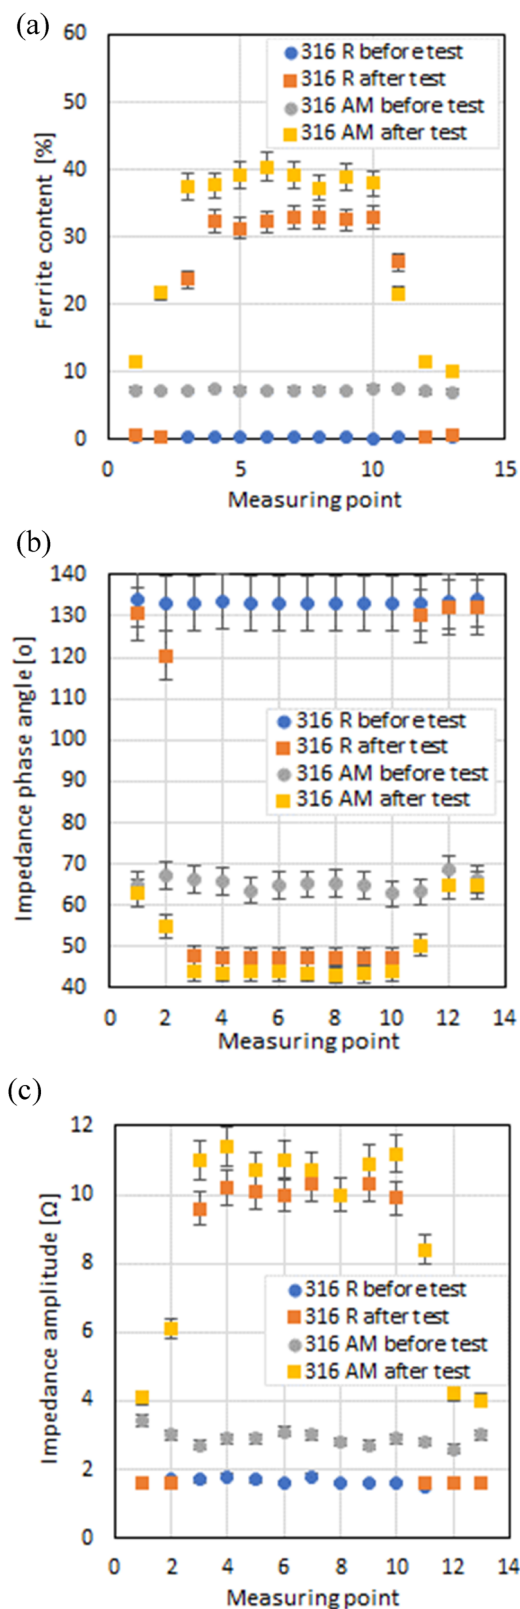 (a)
60
50
40
30
20
10
0
Ferrite content [%]
316 R before test
316 R after test
316 AM before test
316 AM after test
0 5 10 15
Measuring point
(b)
140
130
120
110
100
90
80
70
60
50
40
Impedance phase angle [o]
316 R before test
316 R after test
316 AM before test
316 AM after test
0 2 4 6 8 10 12 14
Measuring point
(c)
12
10
8
6
4
2
0
Impedance amplitude [Ω]
316 R before test
316 R after test
316 AM before test
316 AM after test
0 2 4 6 8 10 12 14
Measuring point